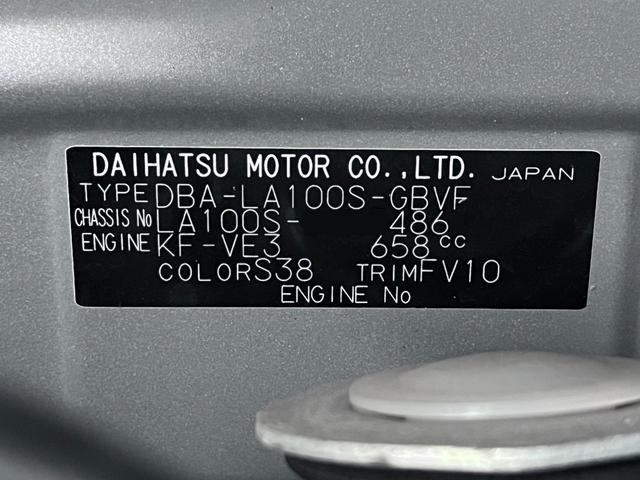 DAIHATSU MOTOR CO.,LTD. JAPAN
TYPE DBA-LA100S-GBVF
CHASSIS No LA100S- 486
ENGINE KF-VE3 658cc
COLOR S38 TRIM FV10
ENGINE No